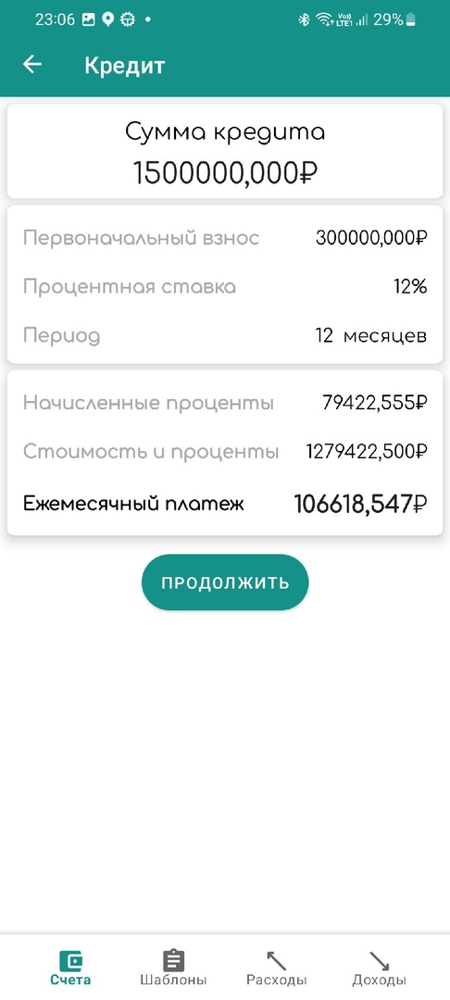 23:06 29%
Кредит
Сумма кредита
1500000,000₽
Первоначальный взнос 300000,000₽
Процентная ставка 12%
Период 12 месяцев
Начисленные проценты 79422,555₽
Стоимость и проценты 1279422,500₽
Ежемесячный платеж 106618,547₽
ПРОДОЛЖИТЬ
Счета Шаблоны Расходы Доходы